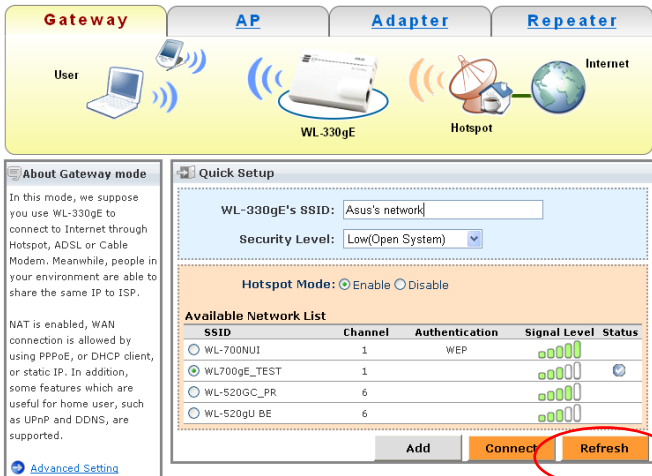 Gateway AP Adapter Repeater
User
Internet
WL-330gE
Hotspot
About Gateway mode
In this mode, we suppose
you use WL-330gE to
connect to Internet through
Hotspot, ADSL or Cable
Modem. Meanwhile, people in
your environment are able to
share the same IP to ISP.
NAT is enabled, WAN
connection is allowed by
using PPPoE, or DHCP client,
or static IP. In addition,
some features which are
useful for home user, such
as UPnP and DDNS, are
supported.
Advanced Setting
Quick Setup
WL-330gE's SSID: Asus's network
Security Level: Low(Open System)
Hotspot Mode: Enable Disable
Available Network List
SSID Channel Authentication Signal Level Status
WL-700NUI 1 WEP
WL700gE_TEST 1
WL-520GC_PR 6
WL-520gU BE 6
Add Connect Refresh